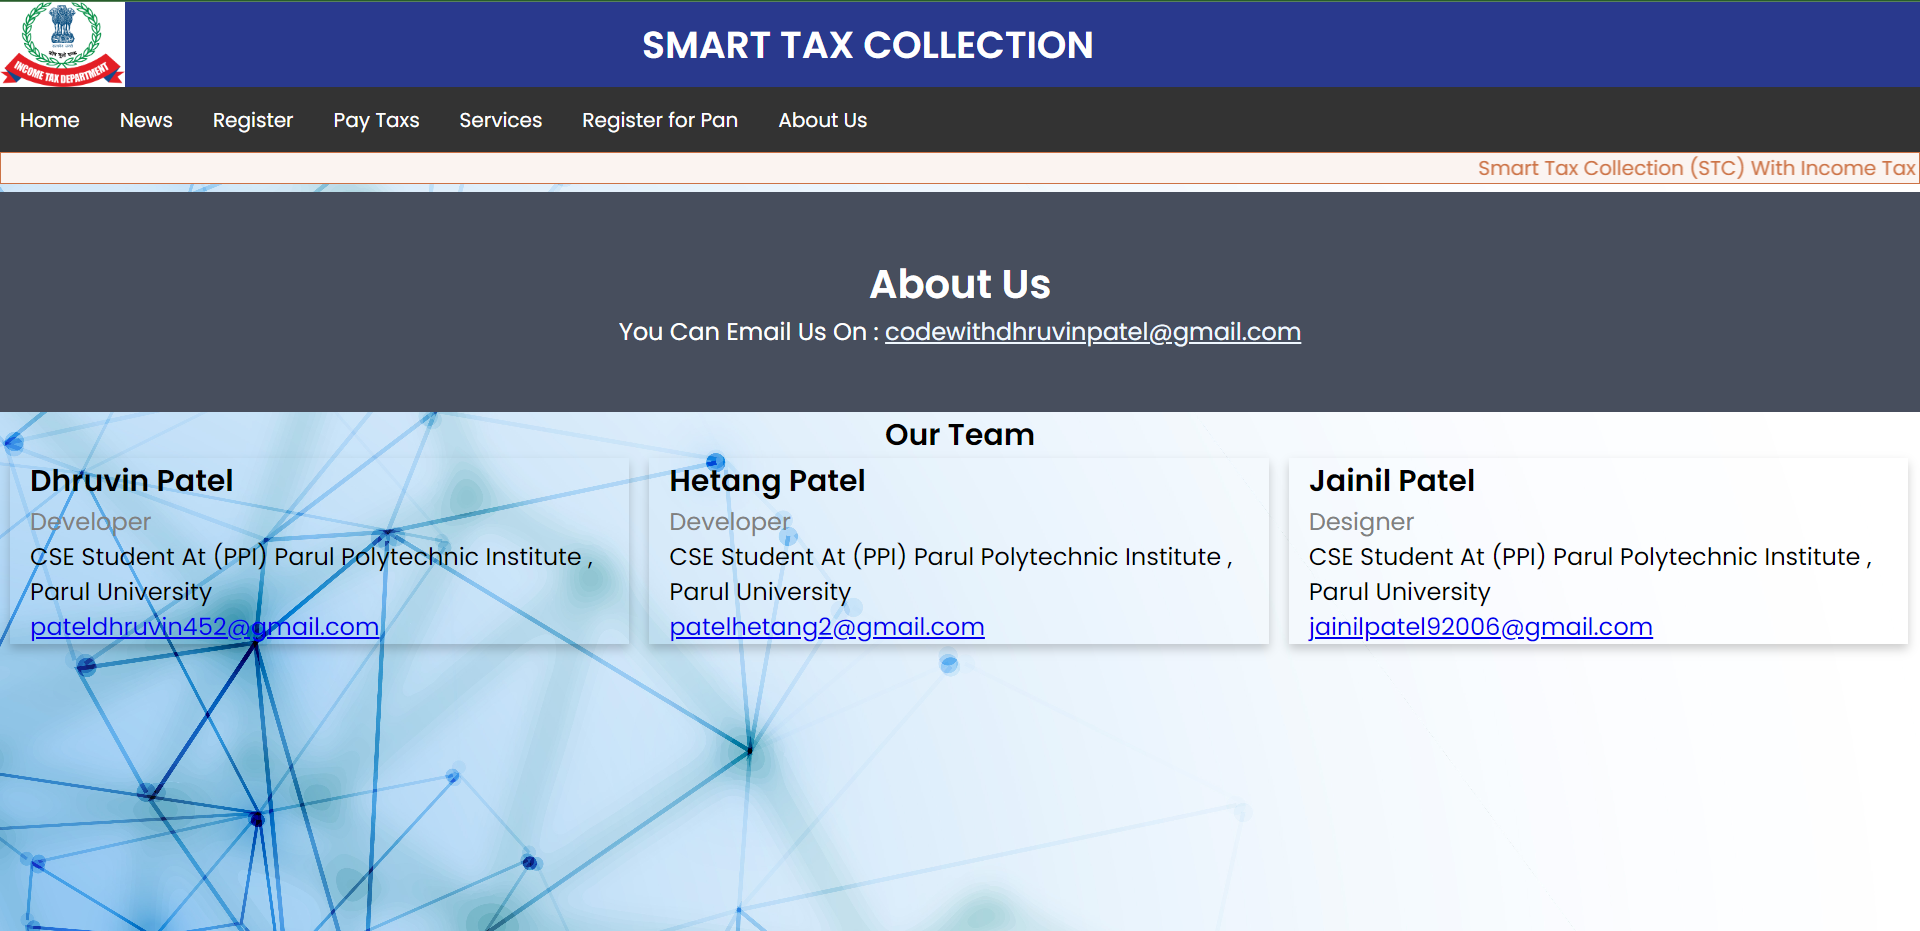 INCOME TAX DEPARTMENT
SMART TAX COLLECTION
Home News Register Pay Taxs Services Register for Pan About Us
Smart Tax Collection (STC) With Income Tax
About Us
You Can Email Us On : codewithdhruvinpatel@gmail.com
Our Team
Dhruvin Patel
Developer
CSE Student At (PPI) Parul Polytechnic Institute ,
Parul University
pateldhruvin452@gmail.com
Hetang Patel
Developer
CSE Student At (PPI) Parul Polytechnic Institute ,
Parul University
patelhetang2@gmail.com
Jainil Patel
Designer
CSE Student At (PPI) Parul Polytechnic Institute ,
Parul University
jainilpatel92006@gmail.com